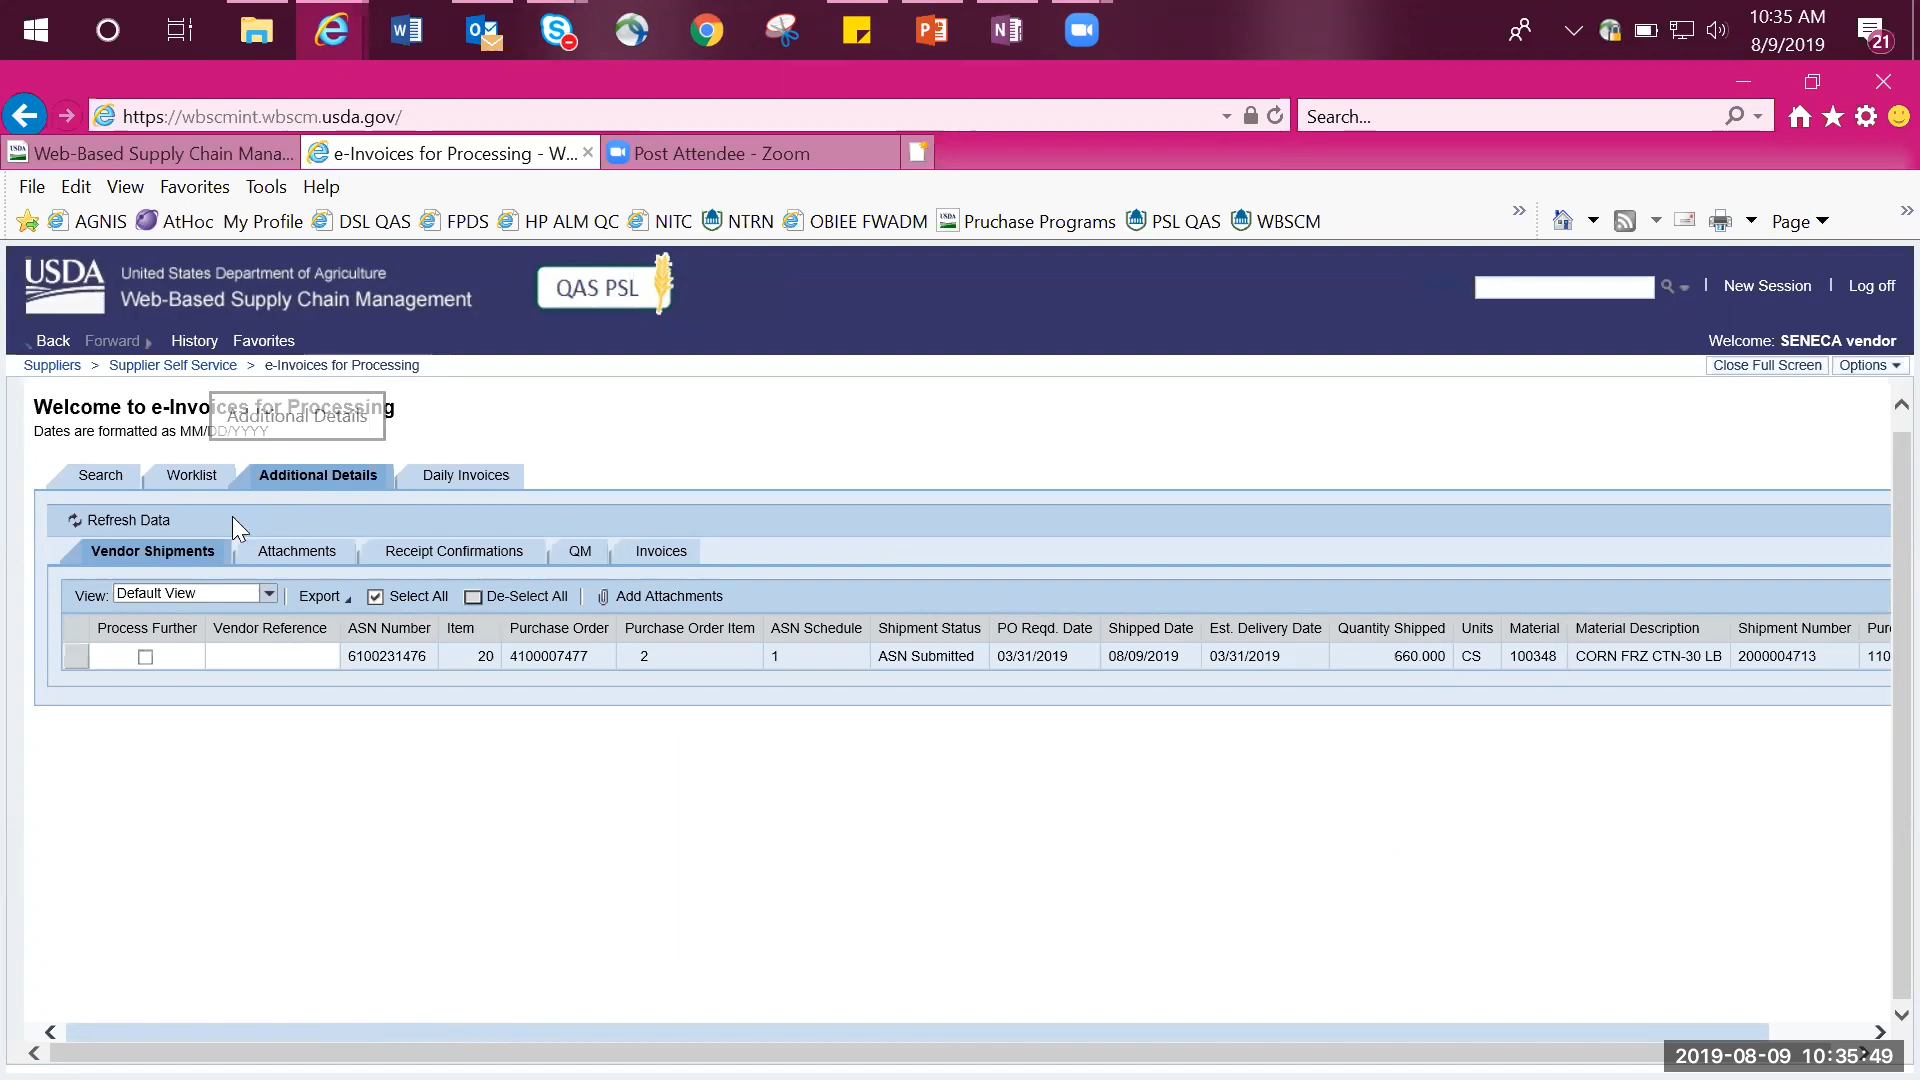 10:35 AM
8/9/2019
21
https://wbscmint.wbscm.usda.gov/
Search...
Web-Based Supply Chain Mana...
e-Invoices for Processing - W...
Post Attendee - Zoom
File Edit View Favorites Tools Help
AGNIS AtHoc My Profile DSL QAS FPDS HP ALM QC NITC NTRN OBIEE FWADM Pruchase Programs PSL QAS WBSCM Page
USDA United States Department of Agriculture
Web-Based Supply Chain Management
QAS PSL
New Session | Log off
Back Forward History Favorites
Welcome: SENECA vendor
Suppliers > Supplier Self Service > e-Invoices for Processing
Close Full Screen Options
Welcome to e-Invoices for Processing
Additional Details
Dates are formatted as MM/DD/YYYY
Search Worklist Additional Details Daily Invoices
Refresh Data
Vendor Shipments Attachments Receipt Confirmations QM Invoices
View: Default View Export Select All De-Select All Add Attachments
Process Further Vendor Reference ASN Number Item Purchase Order Purchase Order Item ASN Schedule Shipment Status PO Reqd. Date Shipped Date Est. Delivery Date Quantity Shipped Units Material Material Description Shipment Number Purc
6100231476 20 4100007477 2 1 ASN Submitted 03/31/2019 08/09/2019 03/31/2019 660.000 CS 100348 CORN FRZ CTN-30 LB 2000004713 110
2019-08-09 10:35:49